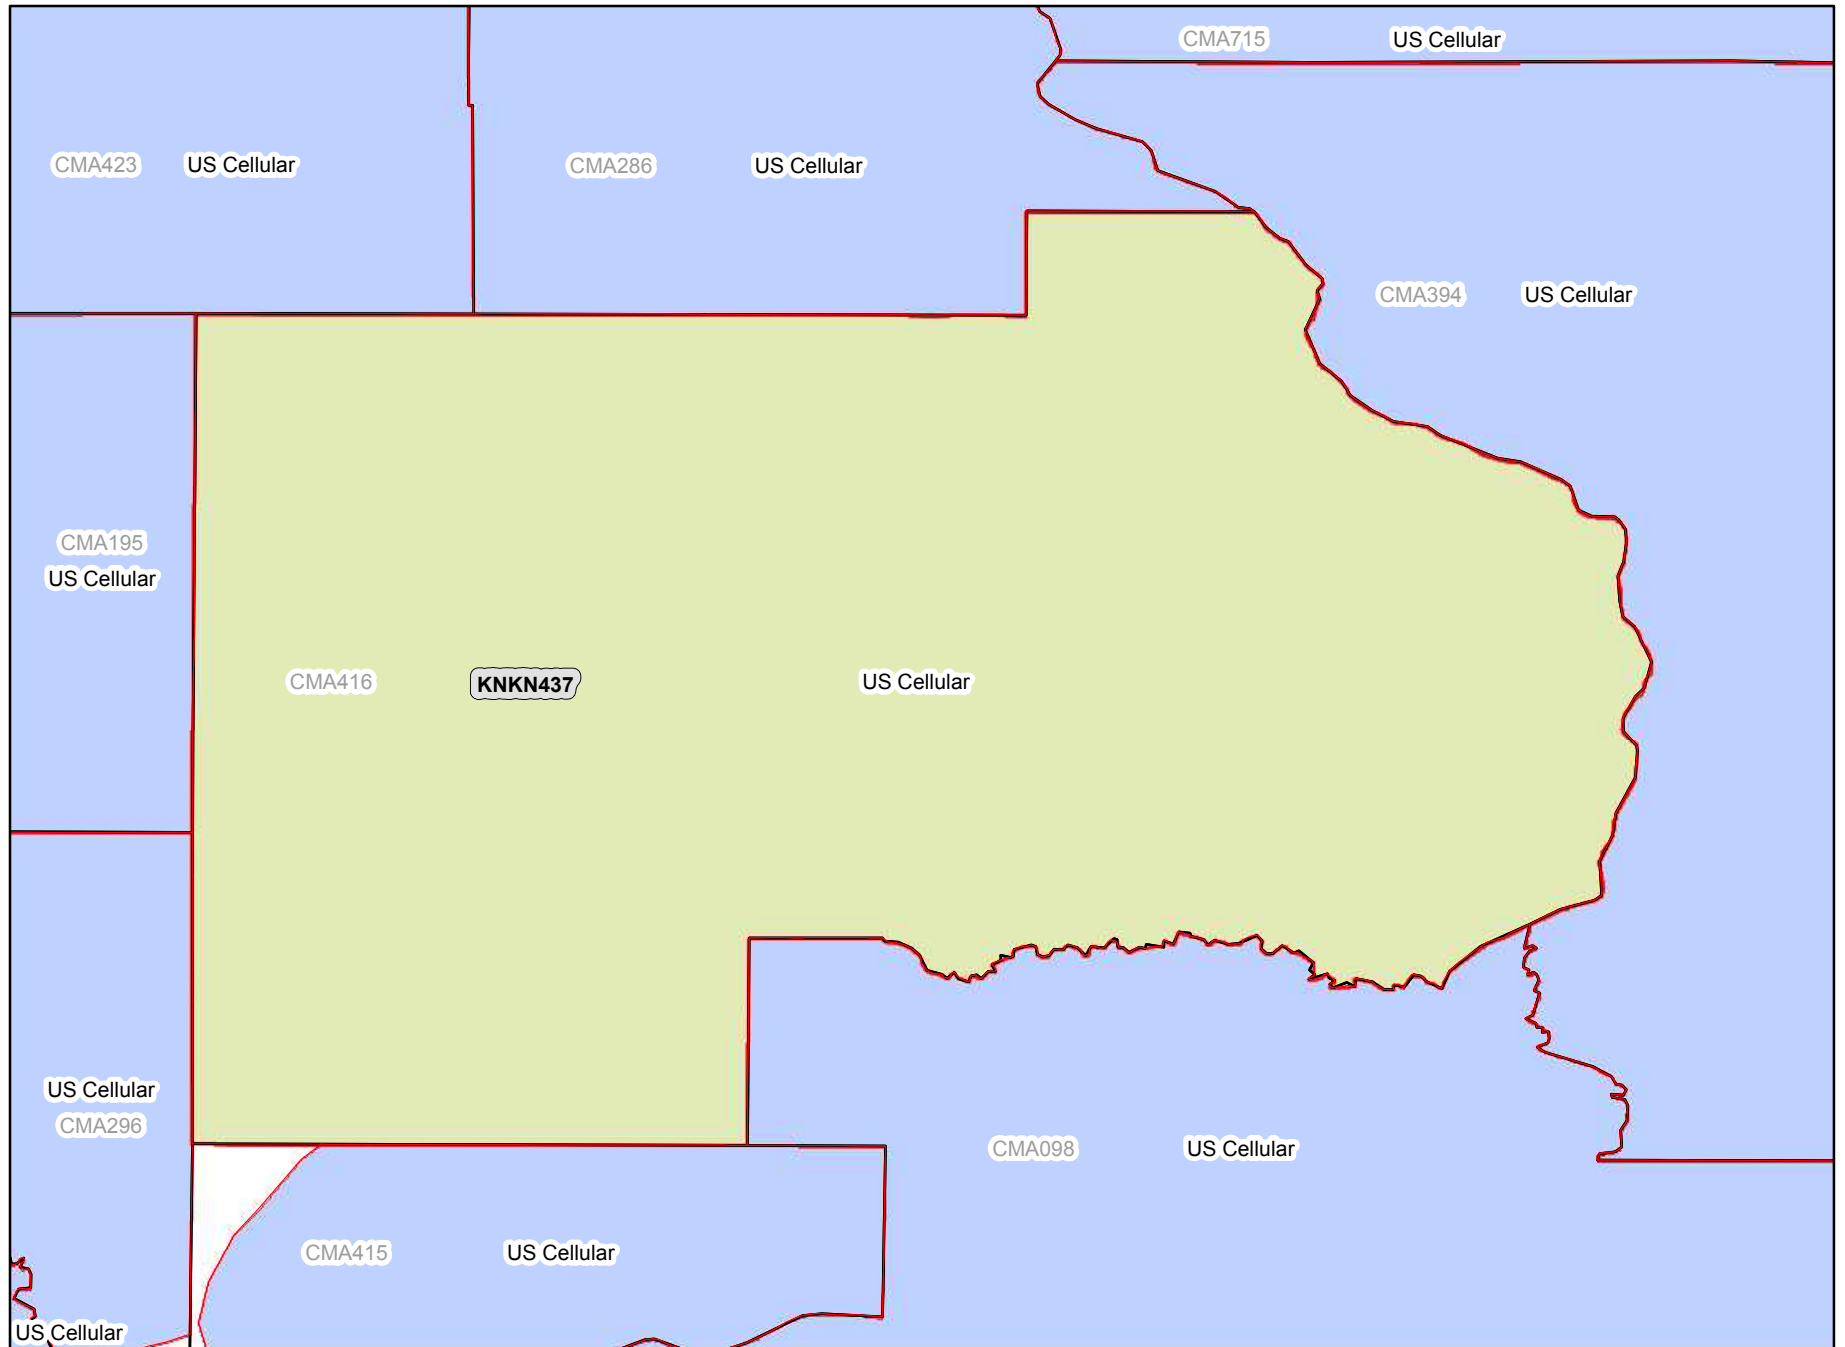 CMA715 US Cellular
CMA423 US Cellular CMA286 US Cellular
CMA394 US Cellular
CMA195
US Cellular
CMA416 KNKN437 US Cellular
US Cellular
CMA296
CMA098 US Cellular
CMA415 US Cellular
US Cellular